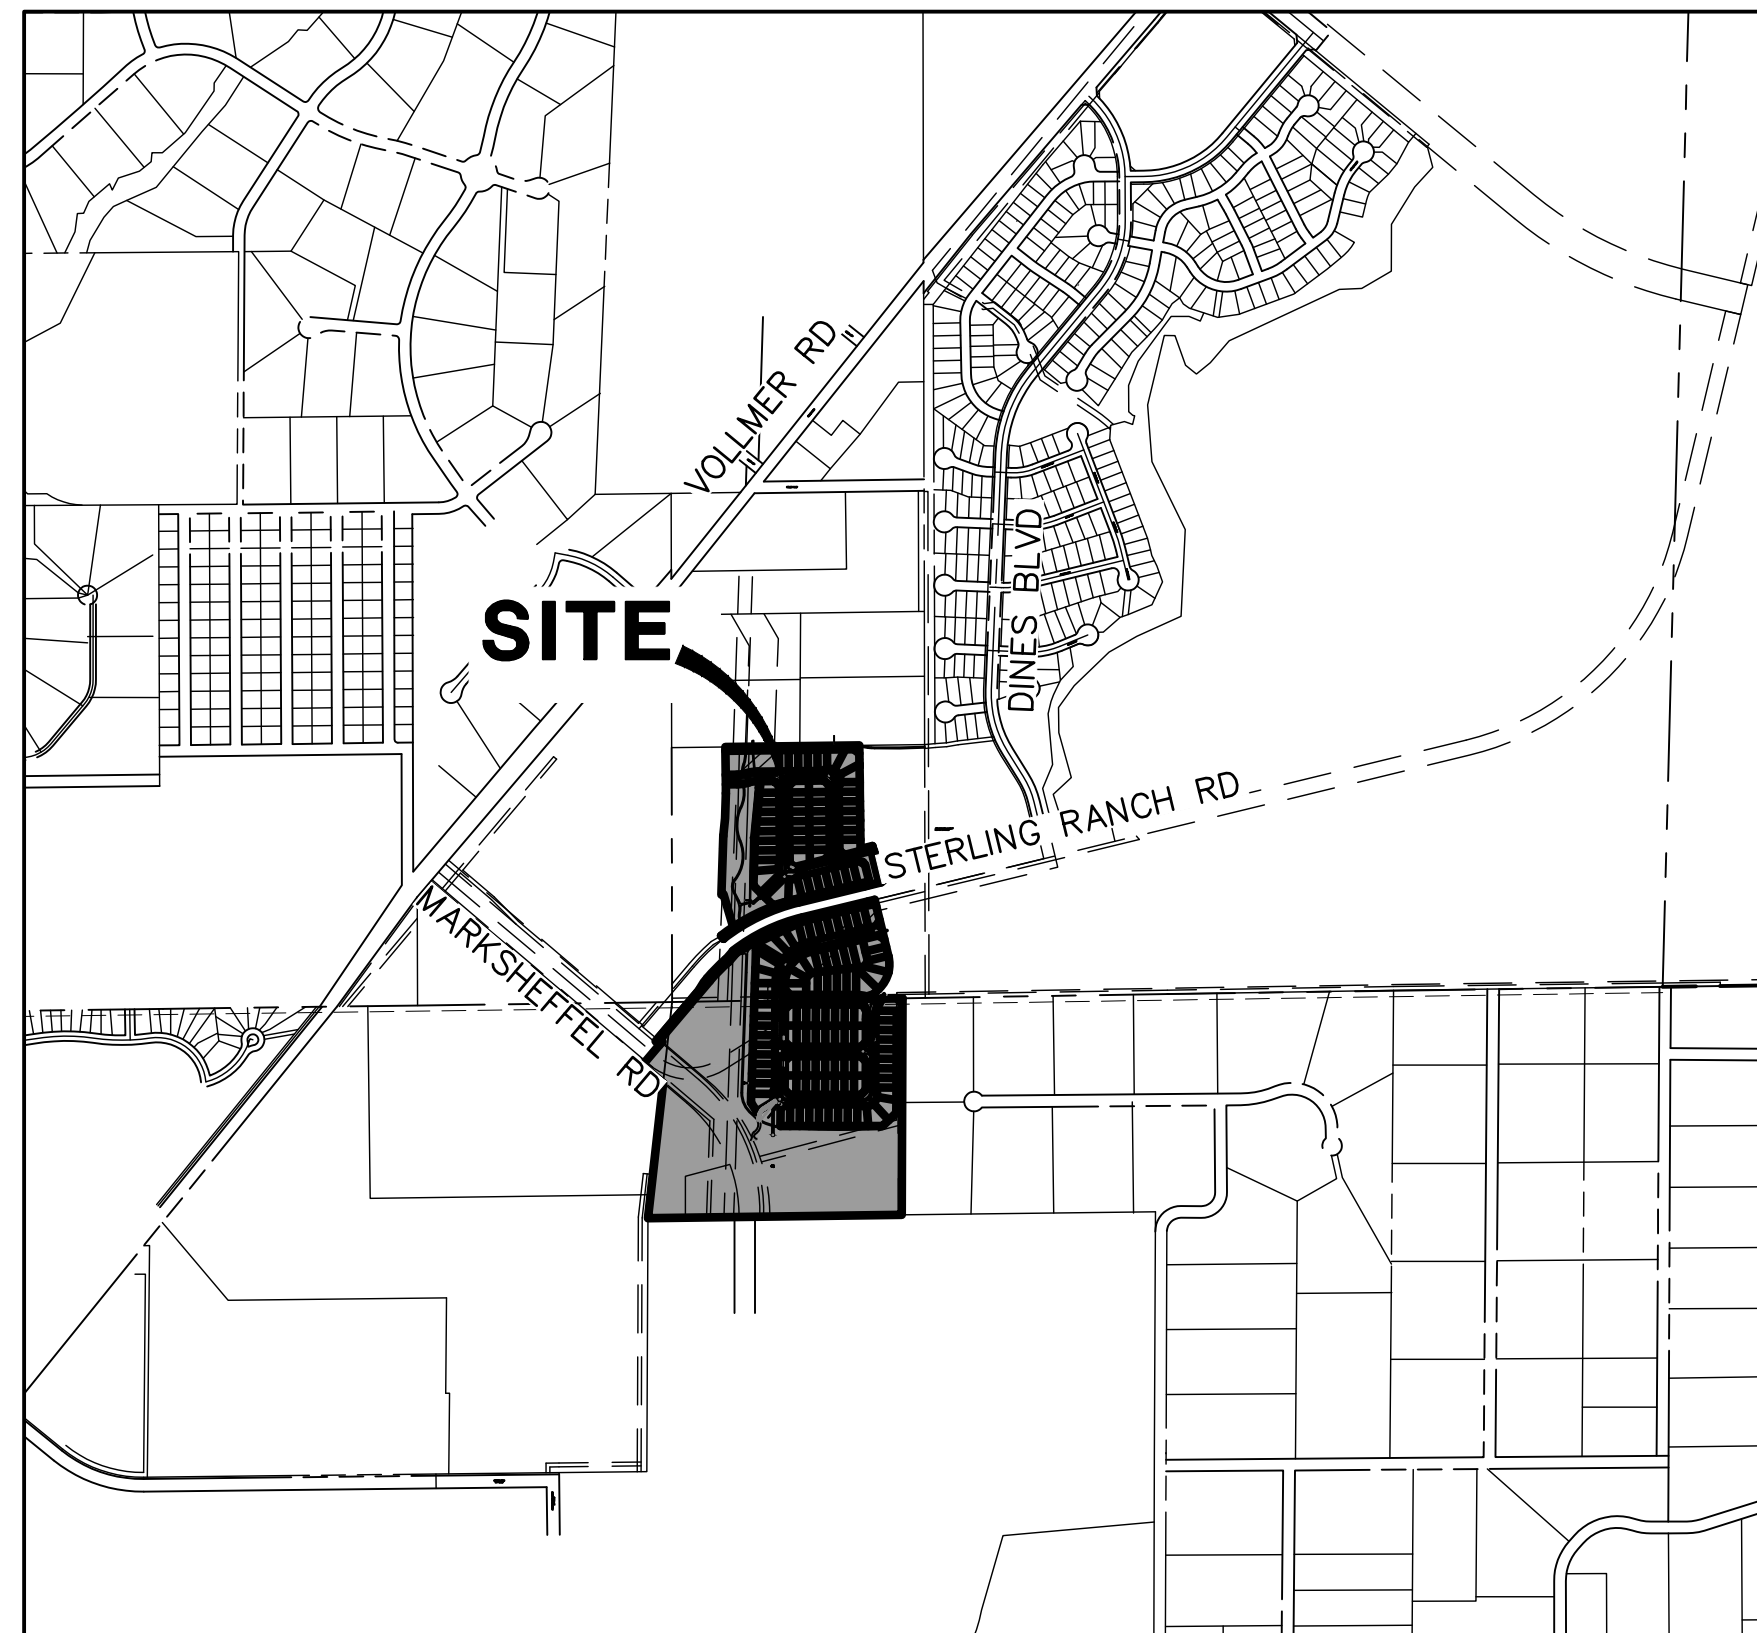 VOLLMER RD
DINES BLVD
SITE
STERLING RANCH RD
MARKSHEFFEL RD